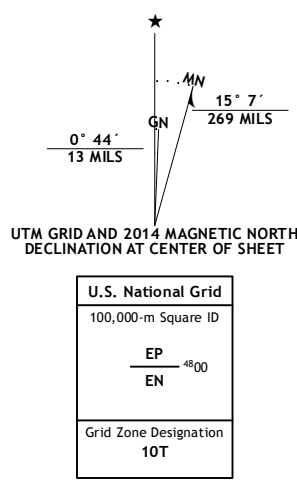 ★
MN
GN
15° 7´
269 MILS
0° 44´
13 MILS
UTM GRID AND 2014 MAGNETIC NORTH
DECLINATION AT CENTER OF SHEET
U.S. National Grid
100,000-m Square ID
EP
4800
EN
Grid Zone Designation
10T